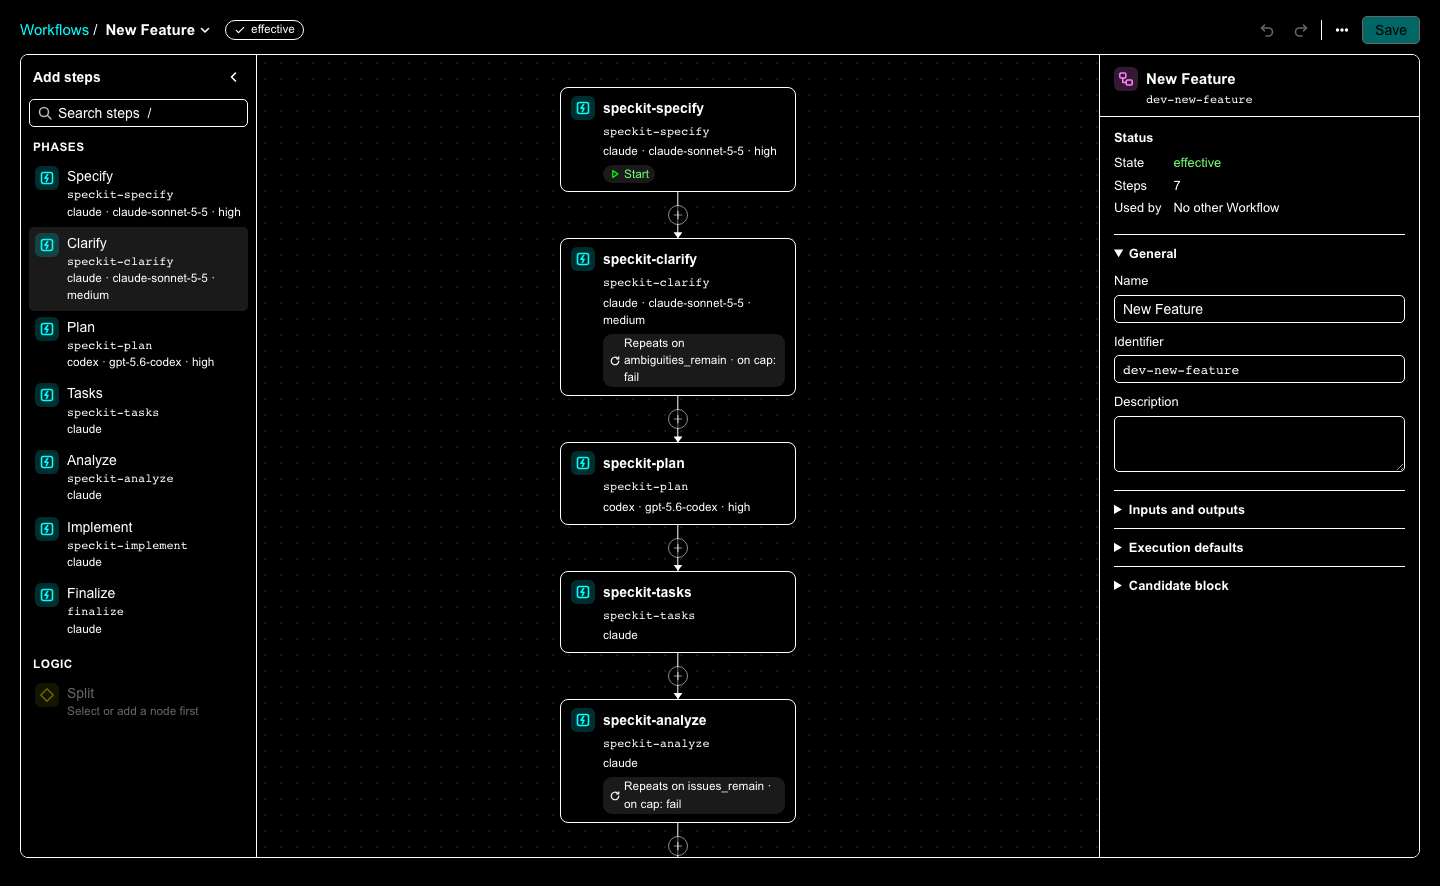 Workflows / New Feature
effective
Save
Add steps
Search steps /
PHASES
Specify
speckit-specify
claude · claude-sonnet-5-5 · high
Clarify
speckit-clarify
claude · claude-sonnet-5-5 ·
medium
Plan
speckit-plan
codex · gpt-5.6-codex · high
Tasks
speckit-tasks
claude
Analyze
speckit-analyze
claude
Implement
speckit-implement
claude
Finalize
finalize
claude
LOGIC
Split
Select or add a node first
speckit-specify
speckit-specify
claude · claude-sonnet-5-5 · high
Start
speckit-clarify
speckit-clarify
claude · claude-sonnet-5-5 ·
medium
Repeats on
ambiguities_remain · on cap:
fail
speckit-plan
speckit-plan
codex · gpt-5.6-codex · high
speckit-tasks
speckit-tasks
claude
speckit-analyze
speckit-analyze
claude
Repeats on issues_remain ·
on cap: fail
New Feature
dev-new-feature
Status
State effective
Steps 7
Used by No other Workflow
General
Name
New Feature
Identifier
dev-new-feature
Description
Inputs and outputs
Execution defaults
Candidate block